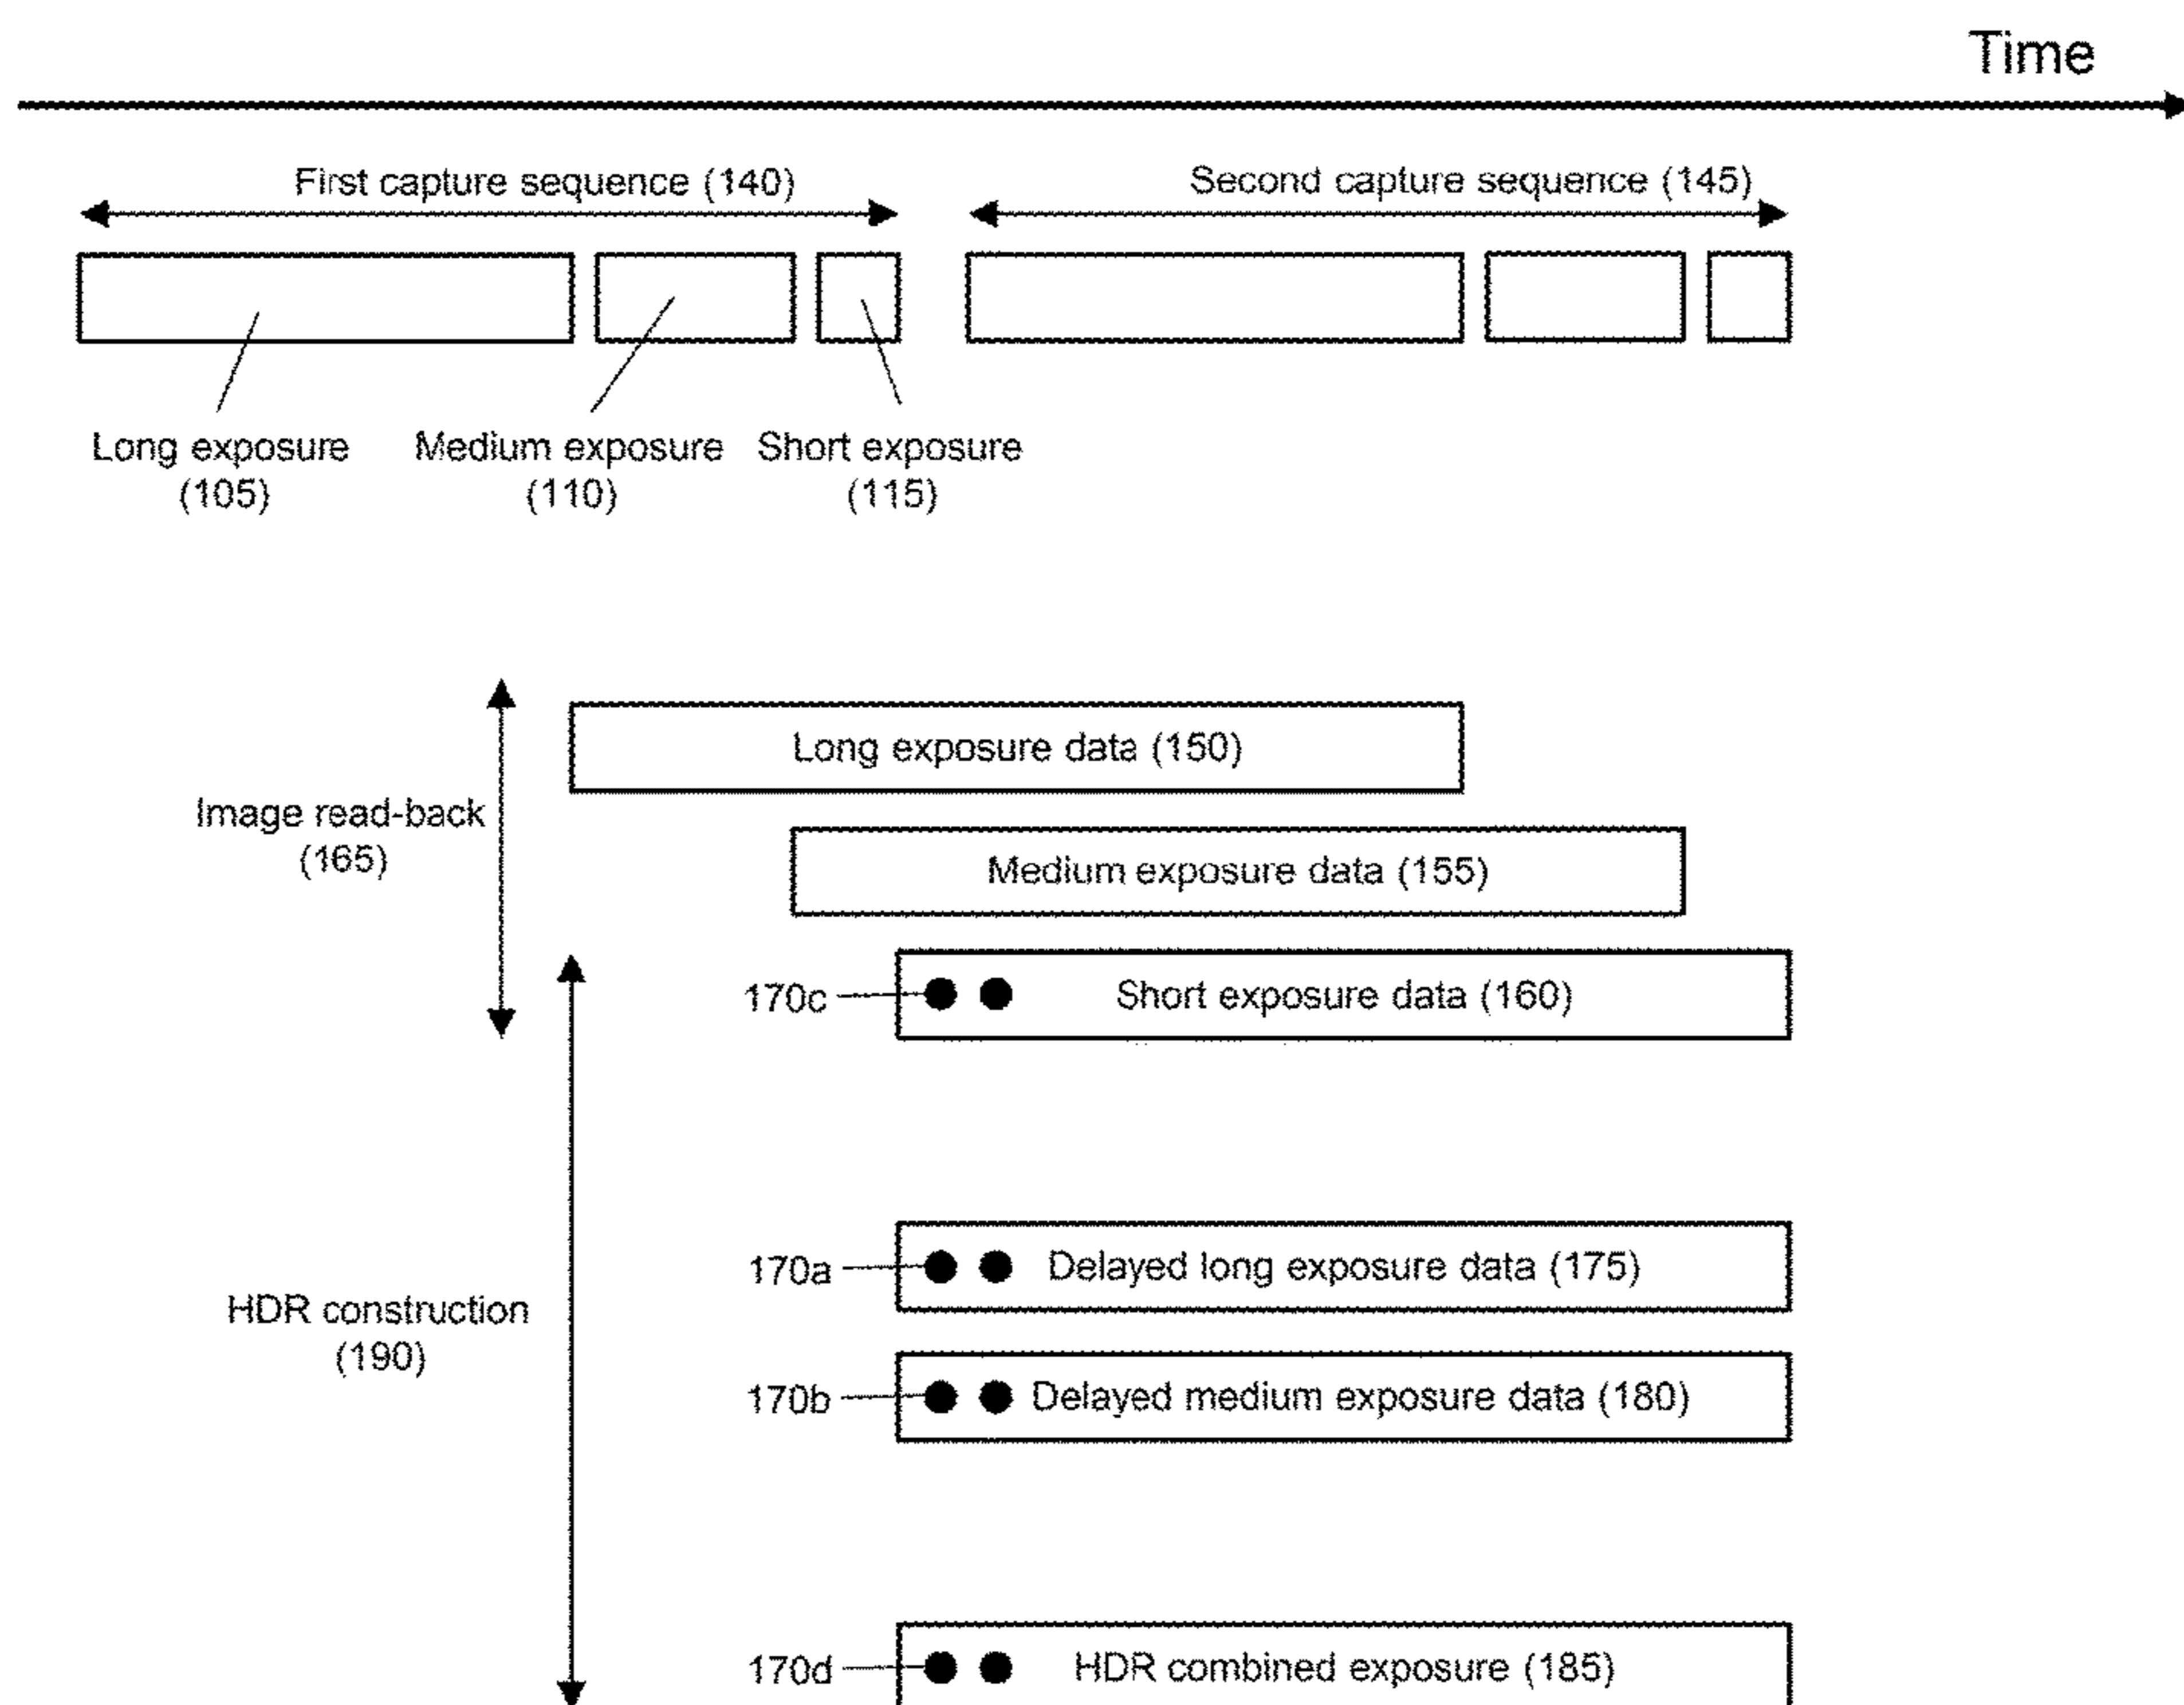 Time
First capture sequence (140)
Second capture sequence (145)
Long exposure
(105)
Medium exposure
(110)
Short exposure
(115)
Long exposure data (150)
Image read-back
(165)
Medium exposure data (155)
170c
Short exposure data (160)
170a
Delayed long exposure data (175)
HDR construction
(190)
170b
Delayed medium exposure data (180)
170d
HDR combined exposure (185)